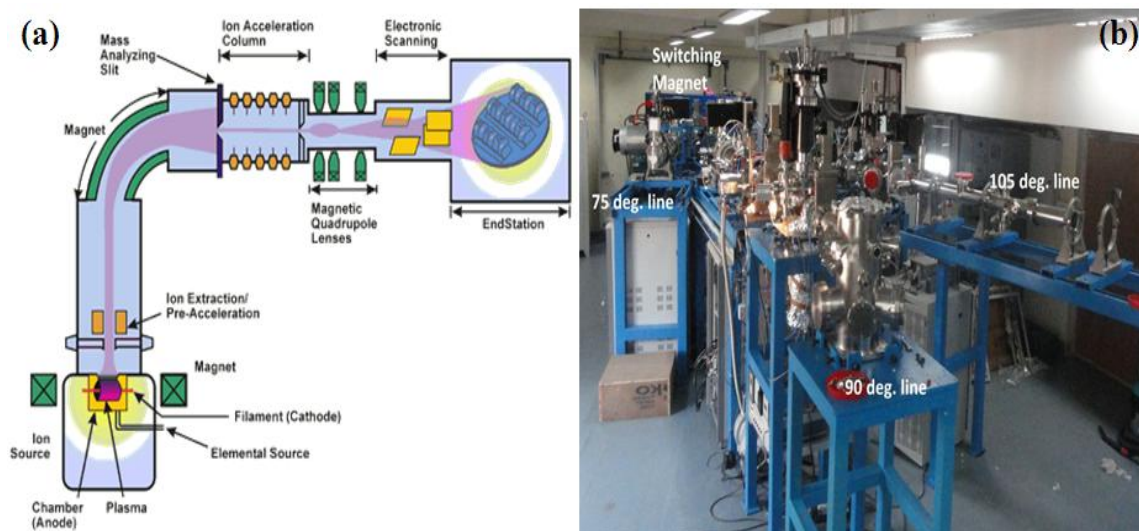 (a)
Mass
Analyzing
Slit
Ion Acceleration
Column
Electronic
Scanning
Magnet
Magnetic
Quadrupole
Lenses
EndStation
Ion Extraction/
Pre-Acceleration
Magnet
Filament (Cathode)
Ion
Source
Elemental Source
Chamber
(Anode)
Plasma
(b)
Switching
Magnet
75 deg. line
105 deg. line
90 deg. line